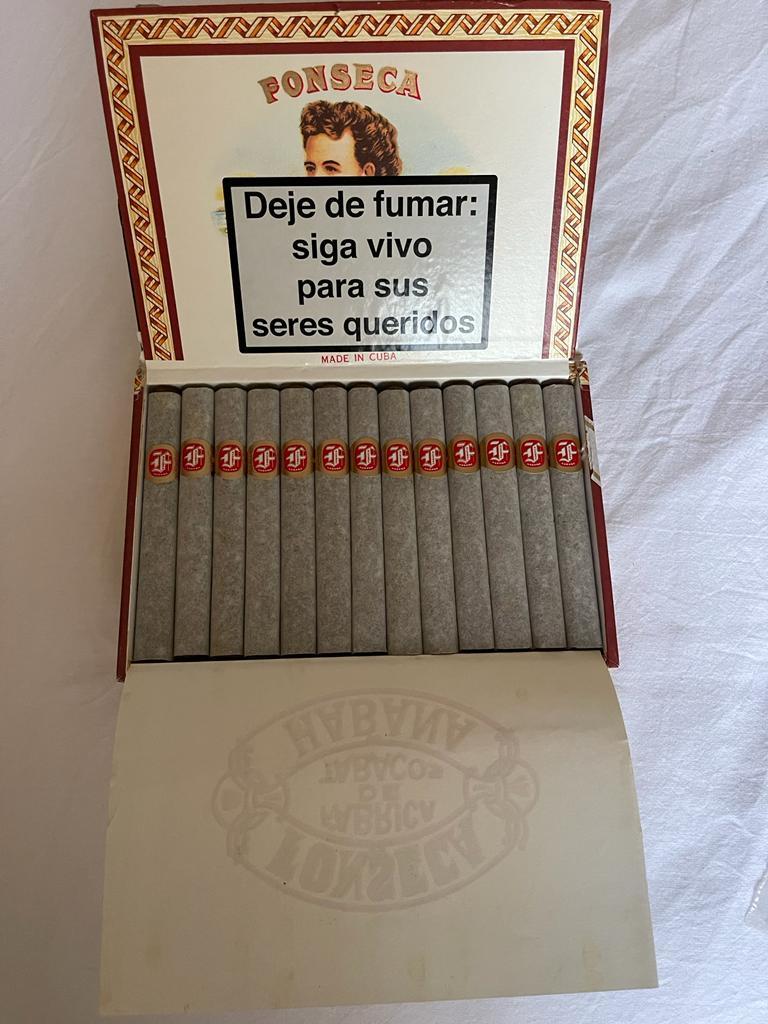 FONSECA
Deje de fumar:
siga vivo
para sus
seres queridos
MADE IN CUBA
FONSECA
FABRICA
DE
TABACOS
HABANA